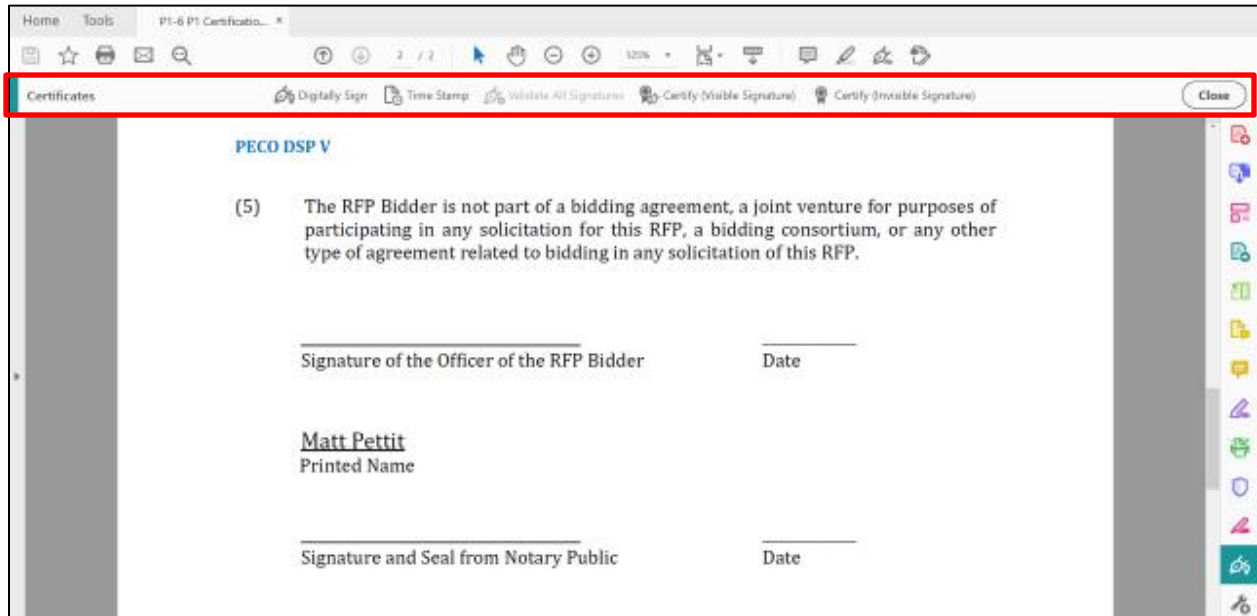 Home Tools P1-6 P1 Certificatio... ×
2 / 2 125%
Certificates Digitally Sign Time Stamp Validate All Signatures Certify (Visible Signature) Certify (Invisible Signature) Close
PECO DSP V
(5) The RFP Bidder is not part of a bidding agreement, a joint venture for purposes of
participating in any solicitation for this RFP, a bidding consortium, or any other
type of agreement related to bidding in any solicitation of this RFP.
Signature of the Officer of the RFP Bidder Date
Matt Pettit
Printed Name
Signature and Seal from Notary Public Date